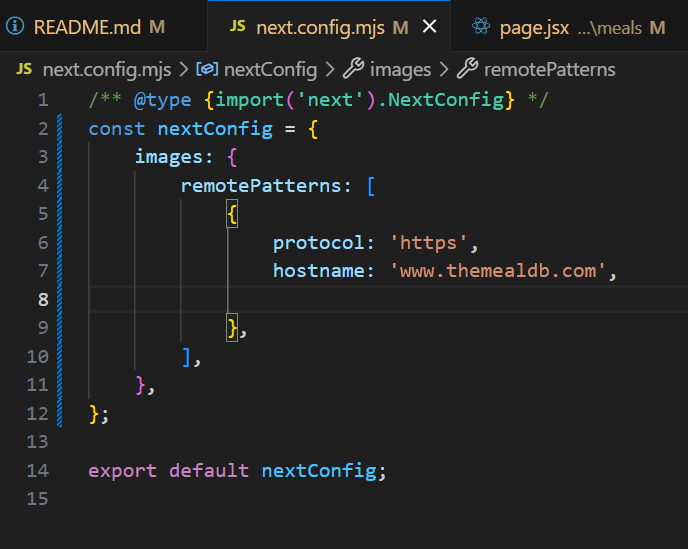 README.md M
JS next.config.mjs M
page.jsx ...\meals M
JS next.config.mjs > nextConfig > images > remotePatterns
1 /** @type {import('next').NextConfig} */
2 const nextConfig = {
3     images: {
4         remotePatterns: [
5             {
6                 protocol: 'https',
7                 hostname: 'www.themealdb.com',
8
9             },
10         ],
11     },
12 };
13
14 export default nextConfig;
15